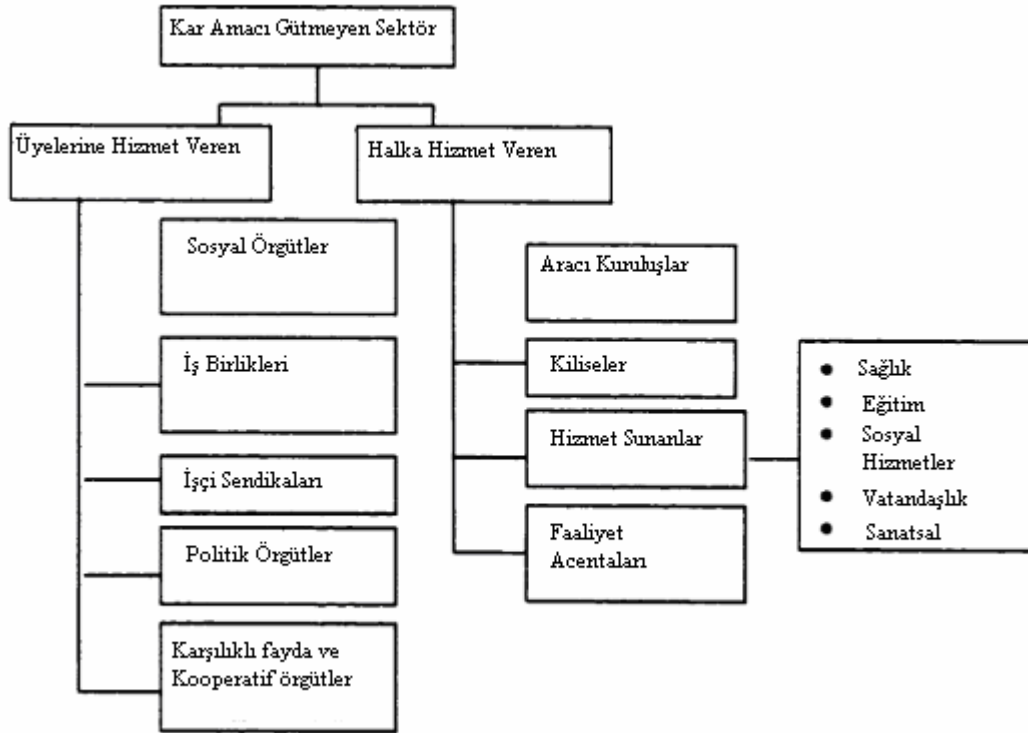 Kar Amacı Gütmeyen Sektör
Üyelerine Hizmet Veren
Halka Hizmet Veren
Sosyal Örgütler
İş Birlikleri
İşçi Sendikaları
Politik Örgütler
Karşılıklı fayda ve
Kooperatif örgütler
Aracı Kuruluşlar
Kiliseler
Hizmet Sunanlar
Faaliyet
Acentaları
● Sağlık
● Eğitim
● Sosyal
Hizmetler
● Vatandaşlık
● Sanatsal